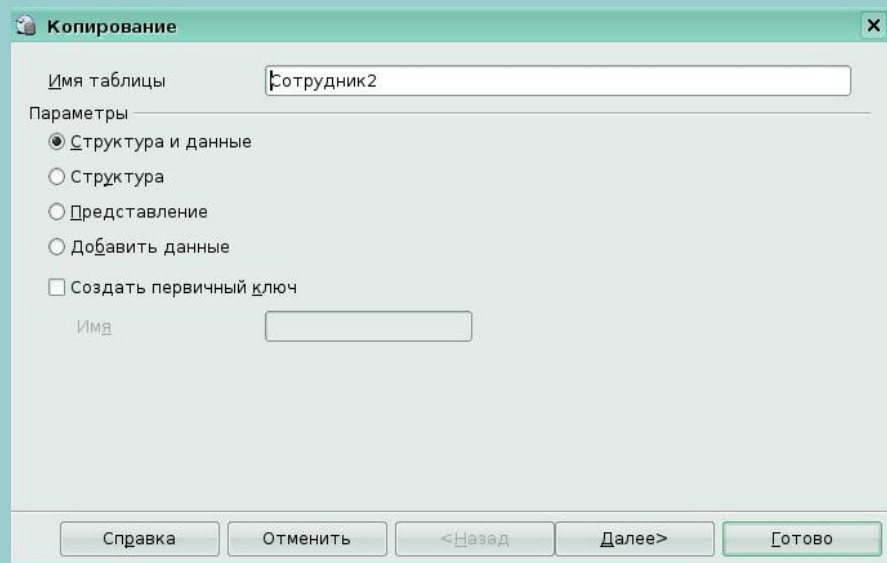 Копирование
Имя таблицы Сотрудник2
Параметры
Структура и данные
Структура
Представление
Добавить данные
Создать первичный ключ
Имя
Справка Отменить <Назад Далее> Готово